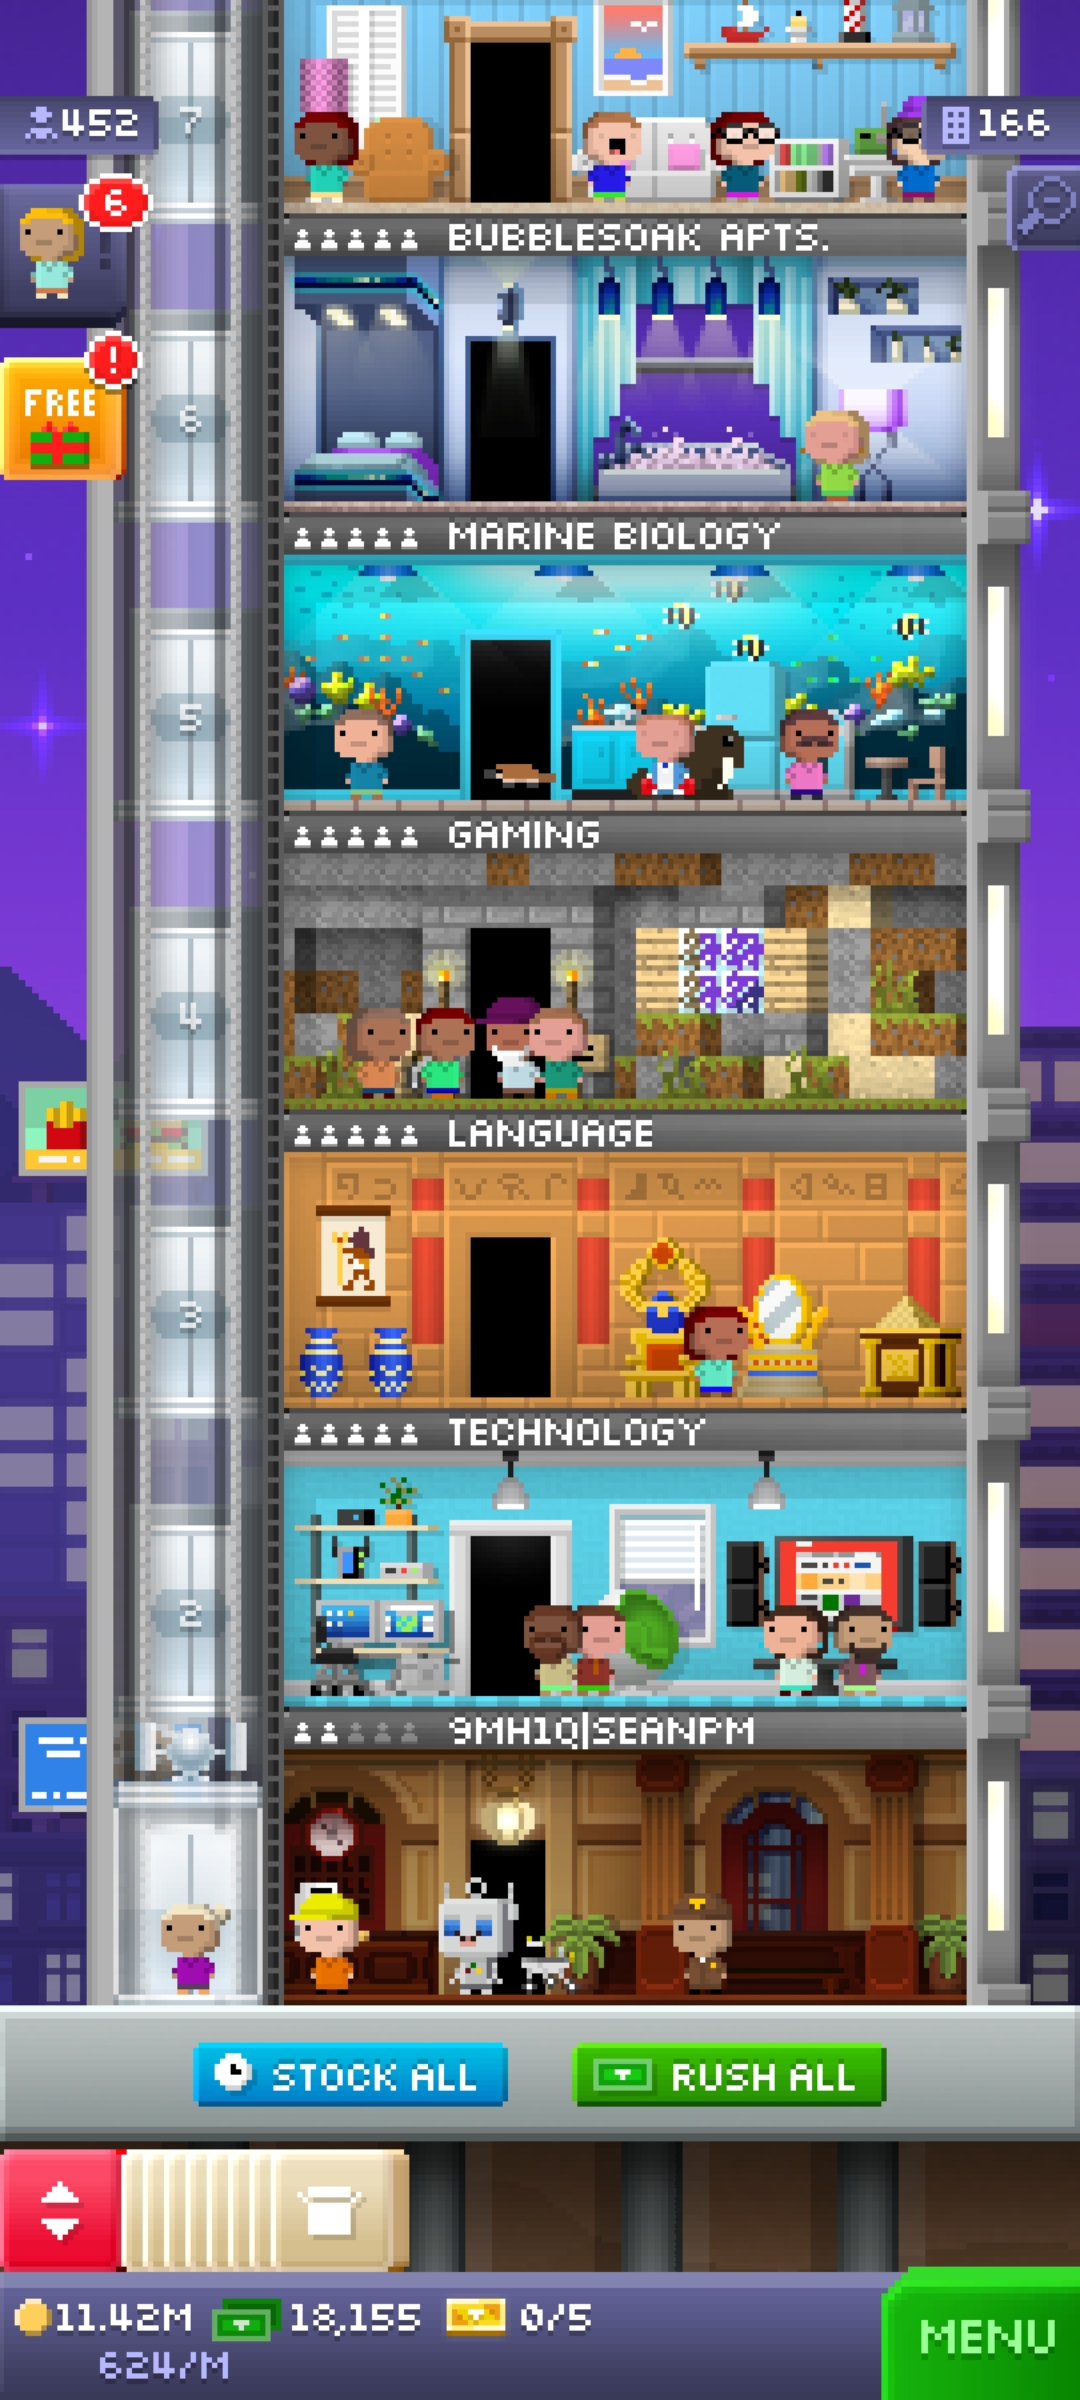 7
452
166
6
BUBBLESOAK APTS.
!
FREE
6
MARINE BIOLOGY
5
GAMING
4
LANGUAGE
3
TECHNOLOGY
2
9MH1Q|SEANPM
STOCK ALL
RUSH ALL
11.42M
18,155
0/5
624/M
MENU